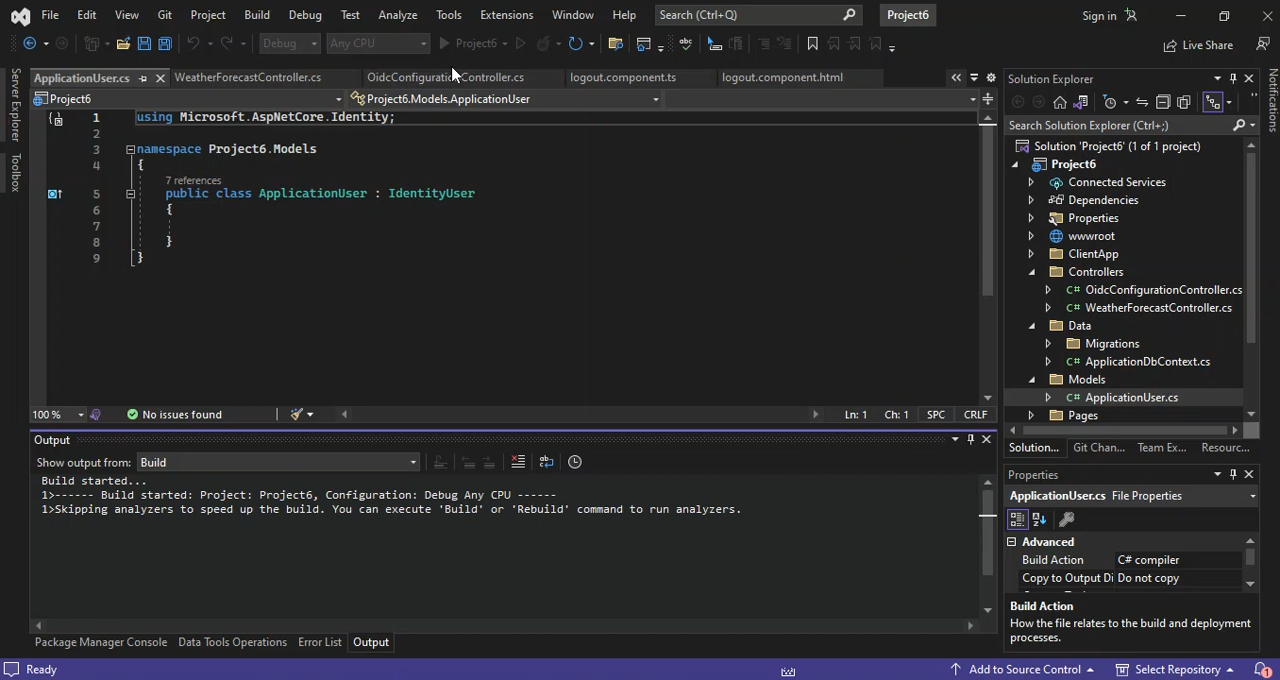 File Edit View Git Project Build Debug Test Analyze Tools Extensions Window Help Search (Ctrl+Q) Project6 Sign in
Debug Any CPU Project6 Live Share
ApplicationUser.cs WeatherForecastController.cs OidcConfigurationController.cs logout.component.ts logout.component.html
Project6 Project6.Models.ApplicationUser
1 using Microsoft.AspNetCore.Identity;
2
3 namespace Project6.Models
4 {
7 references
5 public class ApplicationUser : IdentityUser
6 {
7
8 }
9 }
100 % No issues found Ln: 1 Ch: 1 SPC CRLF
Output
Show output from: Build
Build started...
1>------ Build started: Project: Project6, Configuration: Debug Any CPU ------
1>Skipping analyzers to speed up the build. You can execute 'Build' or 'Rebuild' command to run analyzers.
Package Manager Console Data Tools Operations Error List Output
Ready Add to Source Control Select Repository 1
Server Explorer
Toolbox
Solution Explorer
Search Solution Explorer (Ctrl+;)
Solution 'Project6' (1 of 1 project)
Project6
Connected Services
Dependencies
Properties
wwwroot
ClientApp
Controllers
C# OidcConfigurationController.cs
C# WeatherForecastController.cs
Data
Migrations
C# ApplicationDbContext.cs
Models
C# ApplicationUser.cs
Pages
Solution... Git Chan... Team Ex... Resourc...
Properties
ApplicationUser.cs File Properties
Advanced
Build Action C# compiler
Copy to Output Di Do not copy
Build Action
How the file relates to the build and deployment
processes.
Notifications